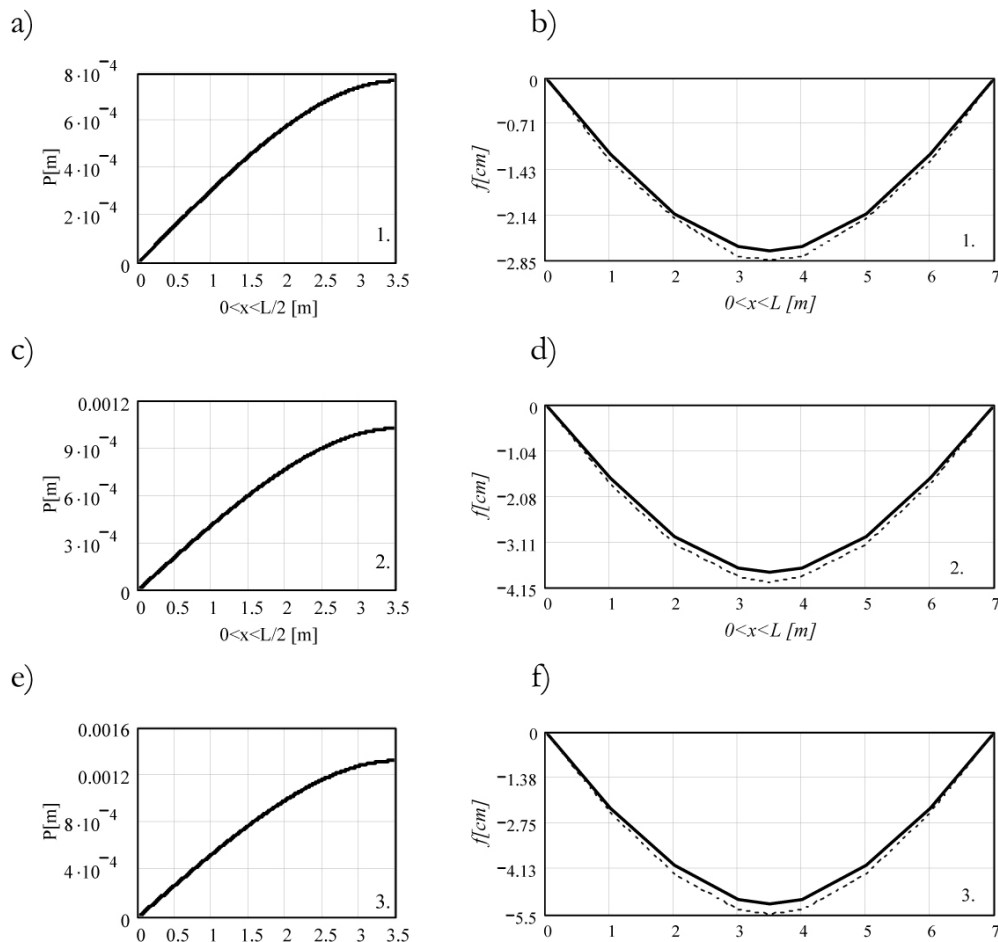 a)
b)
8·10⁻⁴
6·10⁻⁴
4·10⁻⁴
2·10⁻⁴
0
P[m]
1.
0 0.5 1 1.5 2 2.5 3 3.5
0<x<L/2 [m]
0
−0.71
−1.43
−2.14
−2.85
f[cm]
1.
0 1 2 3 4 5 6 7
0<x<L [m]
c)
d)
0.0012
9·10⁻⁴
6·10⁻⁴
3·10⁻⁴
0
P[m]
2.
0 0.5 1 1.5 2 2.5 3 3.5
0<x<L/2 [m]
0
−1.04
−2.08
−3.11
−4.15
f[cm]
2.
0 1 2 3 4 5 6 7
0<x<L [m]
e)
f)
0.0016
0.0012
8·10⁻⁴
4·10⁻⁴
0
P[m]
3.
0 0.5 1 1.5 2 2.5 3 3.5
0<x<L/2 [m]
0
−1.38
−2.75
−4.13
−5.5
f[cm]
3.
0 1 2 3 4 5 6 7
0<x<L [m]